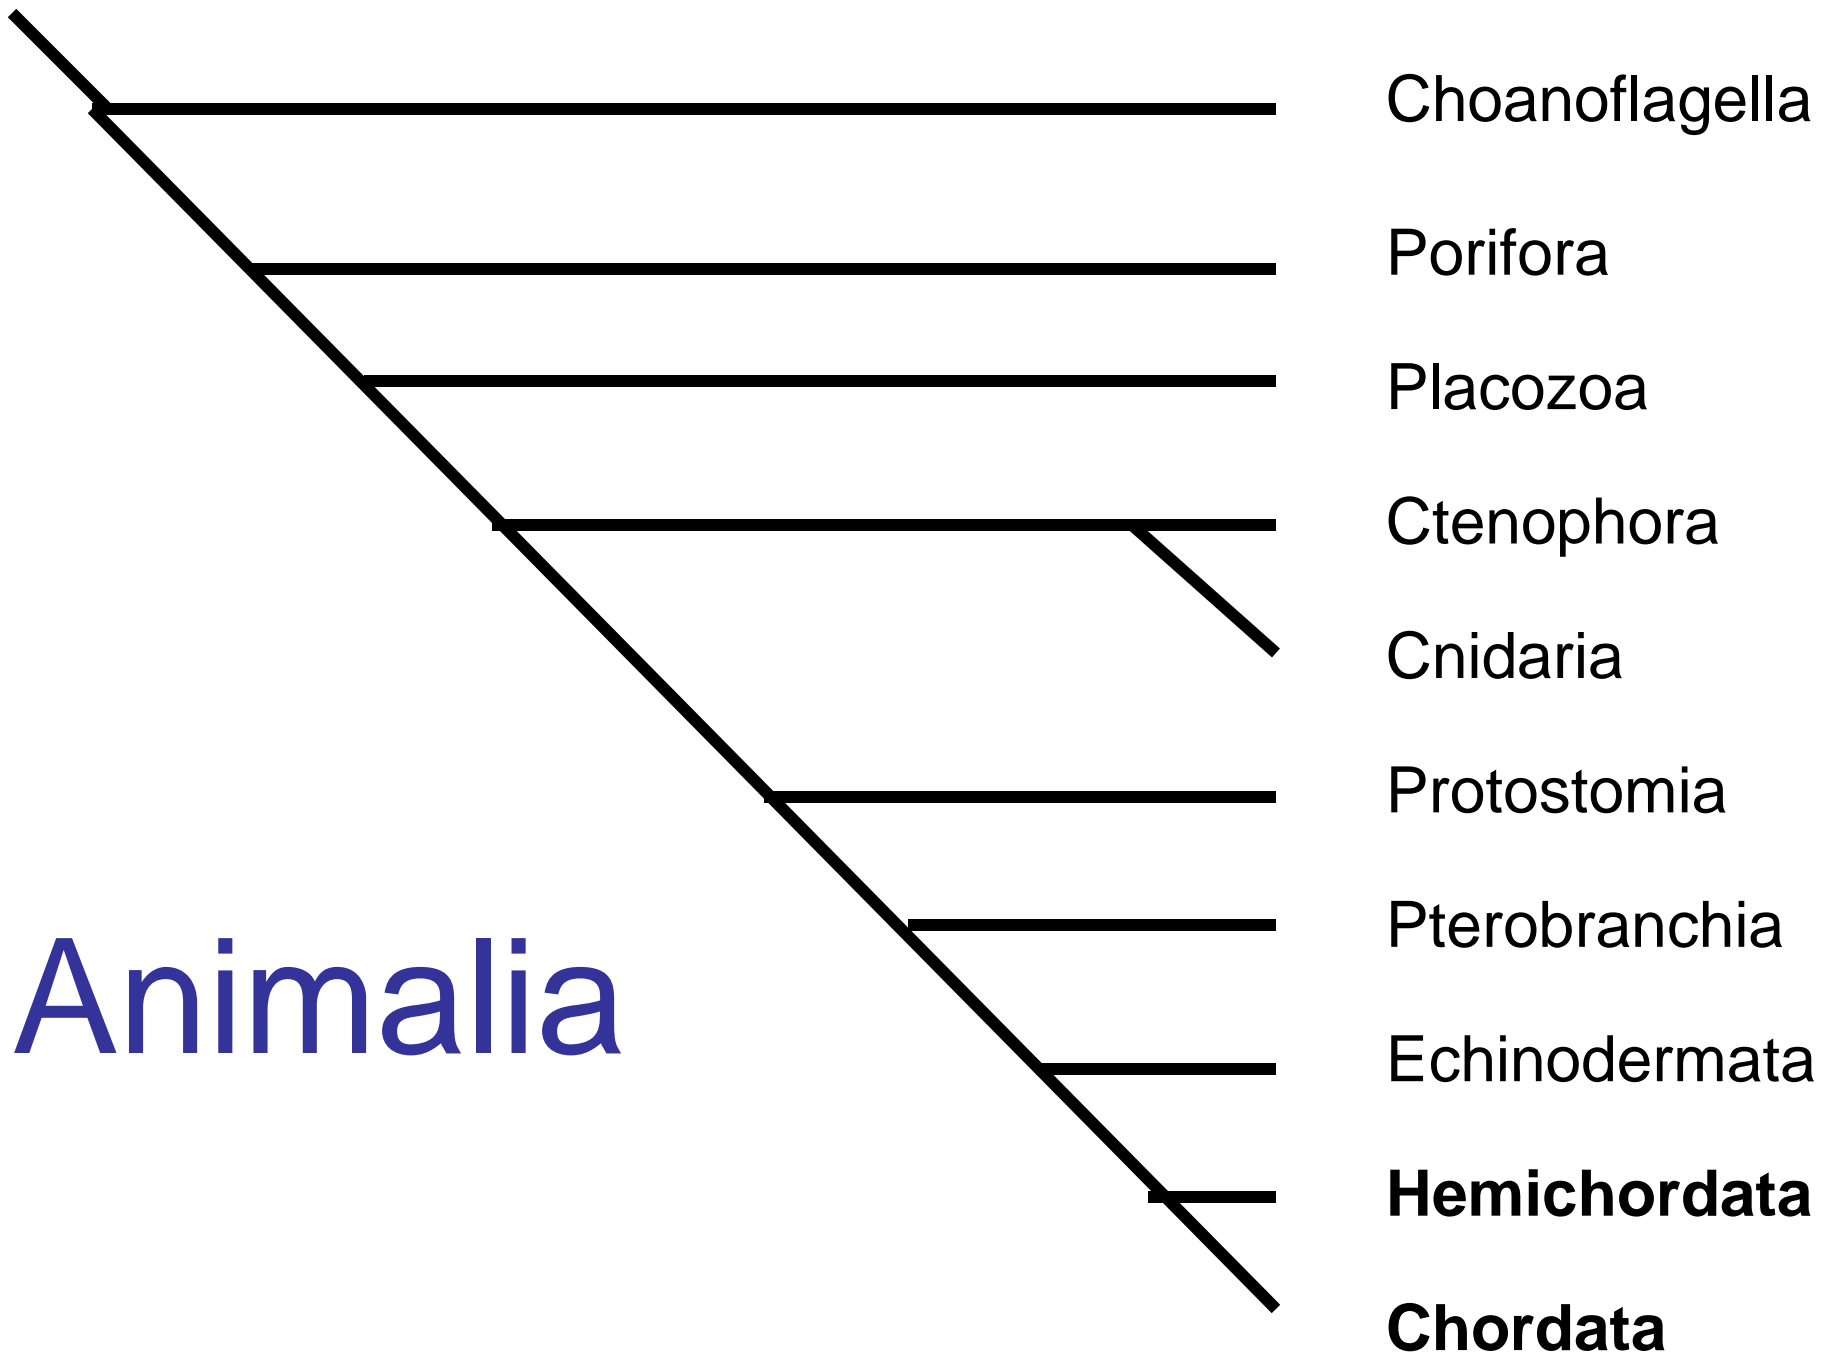 Choanoflagella
Porifora
Placozoa
Ctenophora
Cnidaria
Protostomia
Pterobranchia
Animalia
Echinodermata
Hemichordata
Chordata